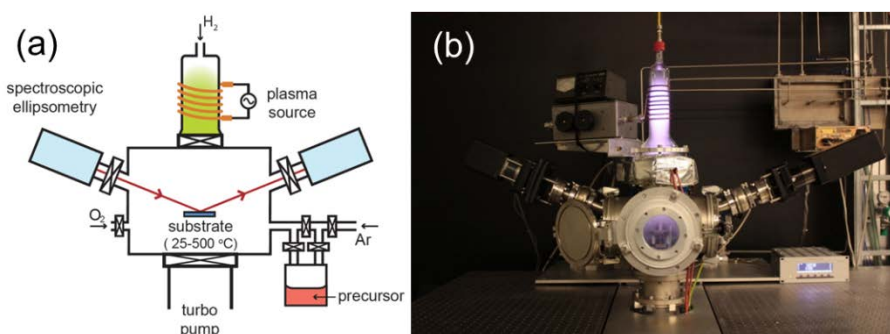 (a)
H₂
spectroscopic
ellipsometry
plasma
source
O₂
substrate
( 25-500 °C)
Ar
precursor
turbo
pump
(b)